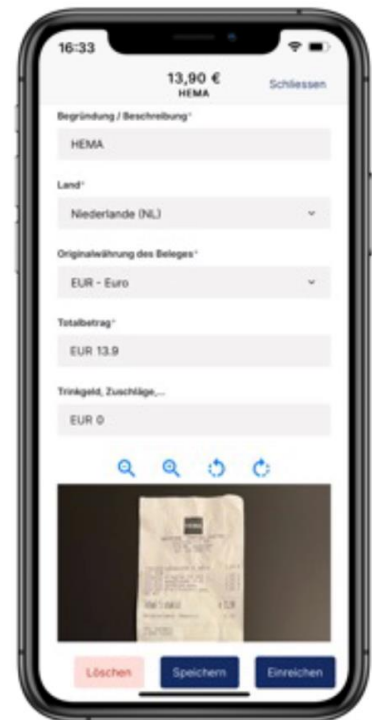 16:33
13,90 €
HEMA
Schliessen
Begründung / Beschreibung*
HEMA
Land*
Niederlande (NL)
Originalwährung des Beleges*
EUR - Euro
Totalbetrag*
EUR 13.9
Trinkgeld, Zuschläge,...
EUR 0
HEMA
Löschen
Speichern
Einreichen